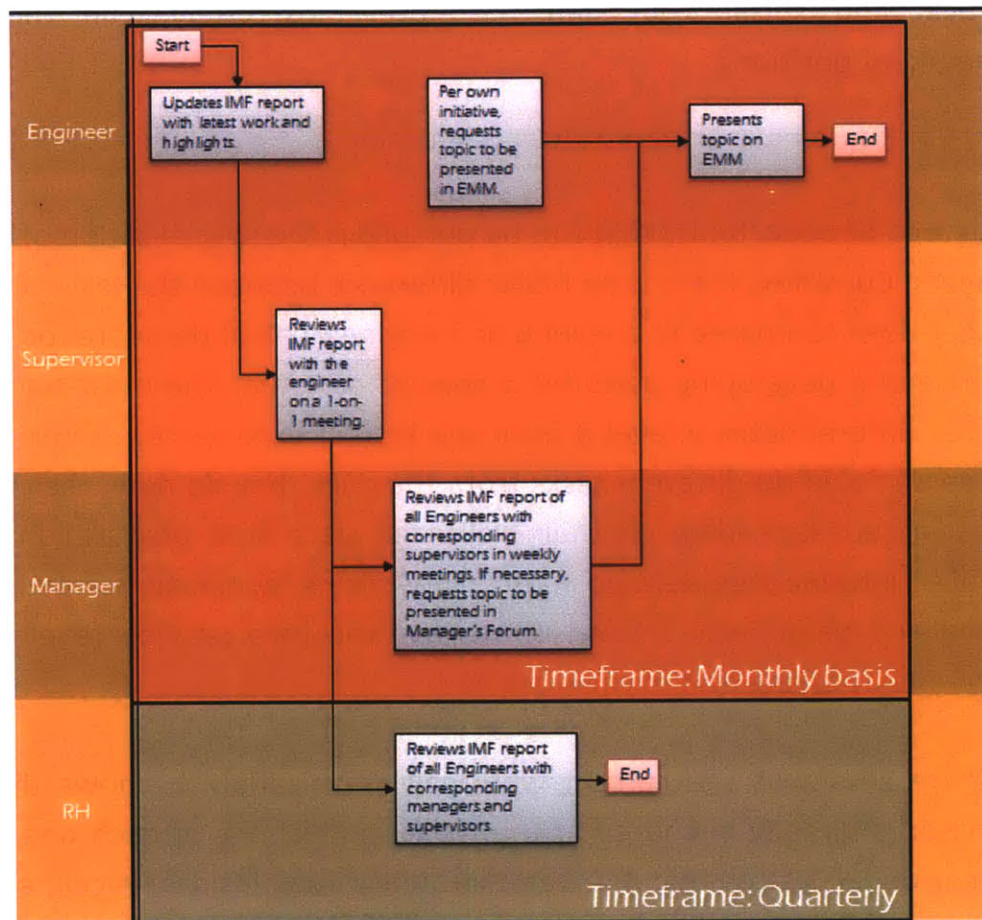 Start
Updates IMF report
with latest work and
highlights.
Per own
initiative,
requests
topic to be
presented
in EMM.
Presents
topic on
EMM
End
Engineer
Reviews
IMF report
with the
engineer
on a 1-on-
1 meeting.
Supervisor
Reviews IMF report of
all Engineers with
corresponding
supervisors in weekly
meetings. If necessary,
requests topic to be
presented in
Manager's Forum.
Manager
Timeframe: Monthly basis
Reviews IMF report
of all Engineers with
corresponding
managers and
supervisors
End
RH
Timeframe: Quarterly